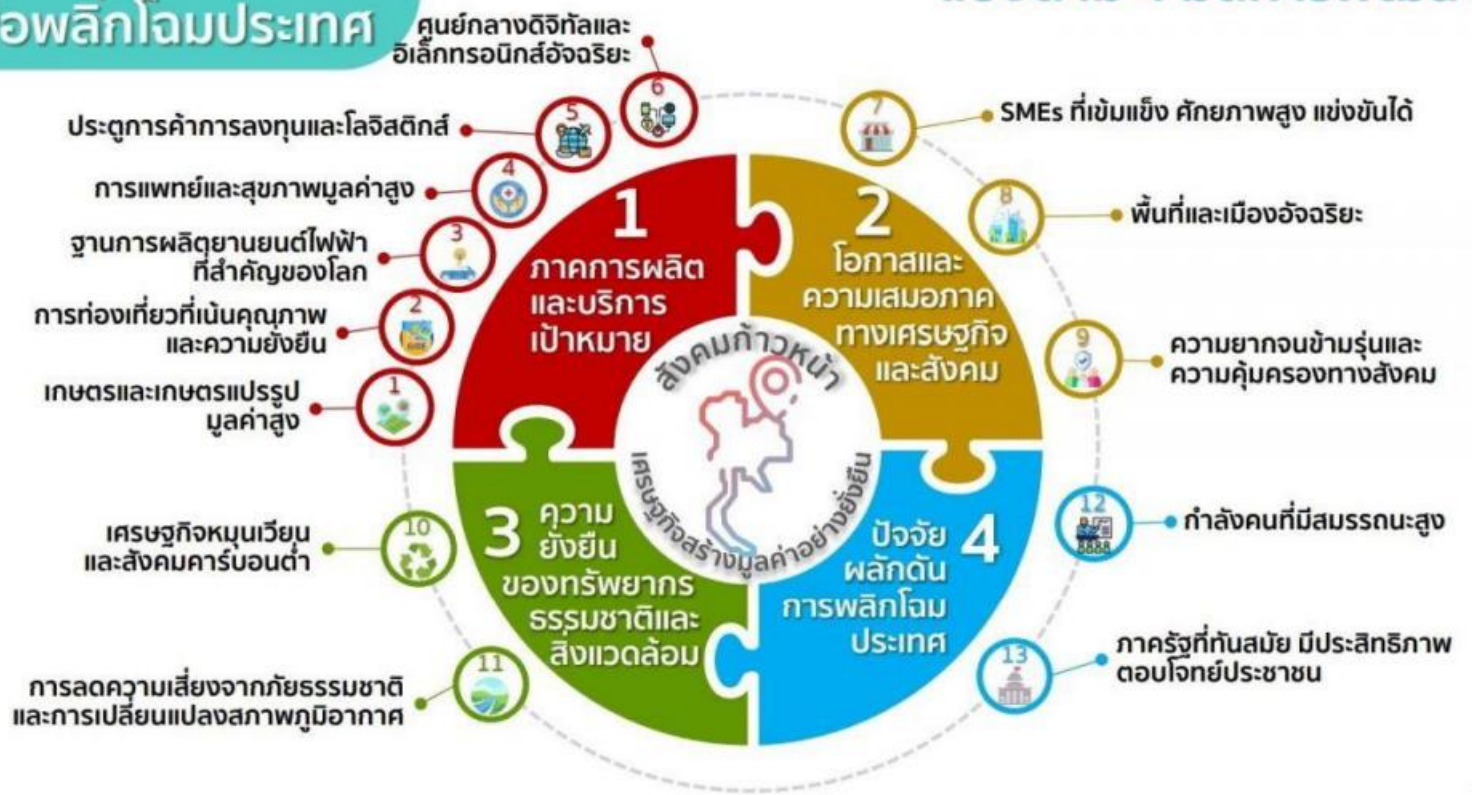 อพลิกโฉมประเทศ
ศูนย์กลางดิจิทัลและ
อิเล็กทรอนิกส์อัจฉริยะ
6
ประตูการค้าการลงทุนและโลจิสติกส์
5
การแพทย์และสุขภาพมูลค่าสูง
4
ฐานการผลิตยานยนต์ไฟฟ้า
ที่สำคัญของโลก
3
การท่องเที่ยวที่เน้นคุณภาพ
และความยั่งยืน
2
เกษตรและเกษตรแปรรูป
มูลค่าสูง
1
1
ภาคการผลิต
และบริการ
เป้าหมาย
2
โอกาสและ
ความเสมอภาค
ทางเศรษฐกิจ
และสังคม
7
SMEs ที่เข้มแข็ง ศักยภาพสูง แข่งขันได้
8
พื้นที่และเมืองอัจฉริยะ
9
ความยากจนข้ามรุ่นและ
ความคุ้มครองทางสังคม
สังคมก้าวหน้า
เศรษฐกิจสร้างมูลค่าอย่างยั่งยืน
3 ความ
ยั่งยืน
ของทรัพยากร
ธรรมชาติและ
สิ่งแวดล้อม
10
เศรษฐกิจหมุนเวียน
และสังคมคาร์บอนต่ำ
11
การลดความเสี่ยงจากภัยธรรมชาติ
และการเปลี่ยนแปลงสภาพภูมิอากาศ
4
ปัจจัย
ผลักดัน
การพลิกโฉม
ประเทศ
12
กำลังคนที่มีสมรรถนะสูง
13
ภาครัฐที่ทันสมัย มีประสิทธิภาพ
ตอบโจทย์ประชาชน